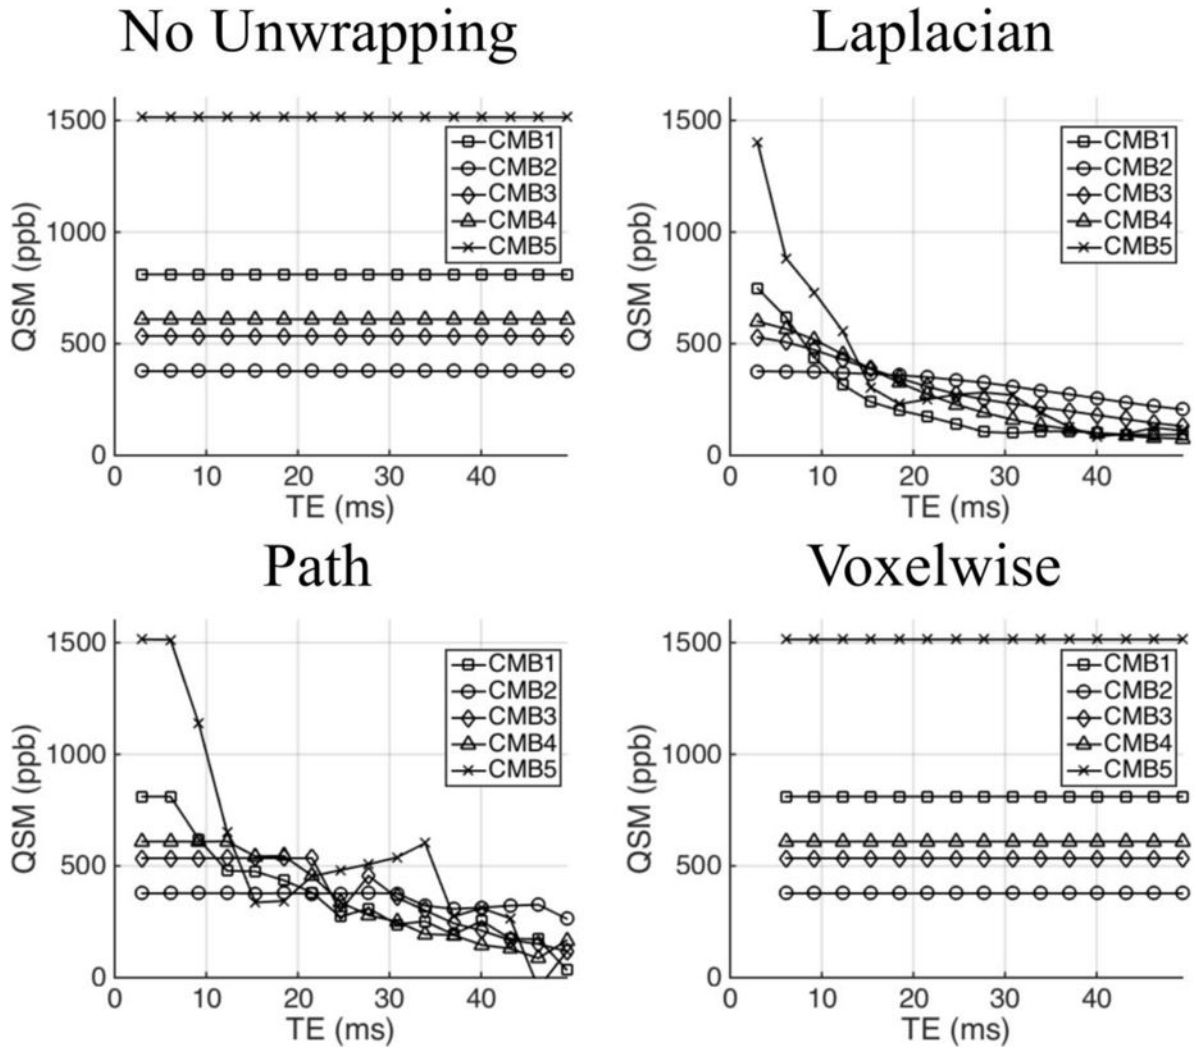 No Unwrapping
1500
1000
500
0
QSM (ppb)
CMB1
CMB2
CMB3
CMB4
CMB5
0 10 20 30 40
TE (ms)
Laplacian
1500
1000
500
0
QSM (ppb)
CMB1
CMB2
CMB3
CMB4
CMB5
0 10 20 30 40
TE (ms)
Path
1500
1000
500
0
QSM (ppb)
CMB1
CMB2
CMB3
CMB4
CMB5
0 10 20 30 40
TE (ms)
Voxelwise
1500
1000
500
0
QSM (ppb)
CMB1
CMB2
CMB3
CMB4
CMB5
0 10 20 30 40
TE (ms)